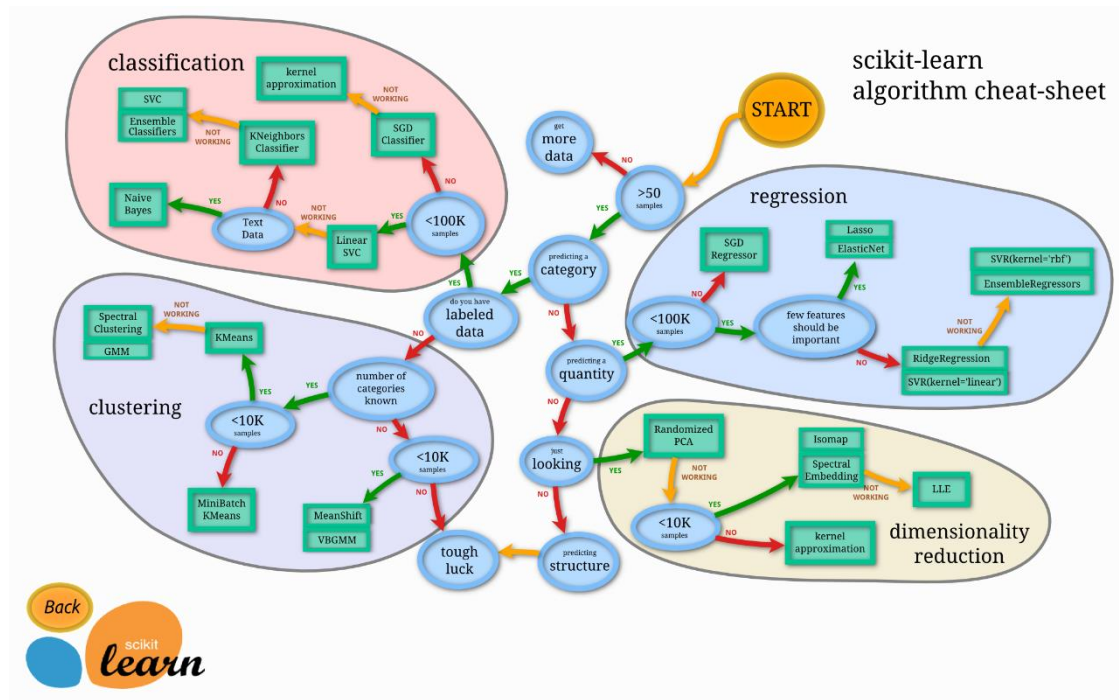 scikit-learn
algorithm cheat-sheet
START
get
more
data
NO
>50
samples
YES
predicting a
category
YES
NO
do you have
labeled
data
YES
NO
predicting a
quantity
YES
NO
just
looking
YES
NO
predicting
structure
tough
luck
classification
kernel
approximation
NOT
WORKING
SGD
Classifier
NO
<100K
samples
YES
Linear
SVC
NOT
WORKING
Text
Data
YES
Naive
Bayes
NO
KNeighbors
Classifier
NOT
WORKING
SVC
Ensemble
Classifiers
regression
<100K
samples
NO
SGD
Regressor
YES
few features
should be
important
YES
Lasso
ElasticNet
NO
RidgeRegression
SVR(kernel='linear')
NOT
WORKING
SVR(kernel='rbf')
EnsembleRegressors
clustering
number of
categories
known
YES
NO
<10K
samples
YES
KMeans
NOT
WORKING
Spectral
Clustering
GMM
NO
MiniBatch
KMeans
<10K
samples
YES
MeanShift
VBGMM
NO
dimensionality
reduction
Randomized
PCA
NOT
WORKING
<10K
samples
YES
Isomap
Spectral
Embedding
NOT
WORKING
LLE
NO
kernel
approximation
Back
scikit
learn